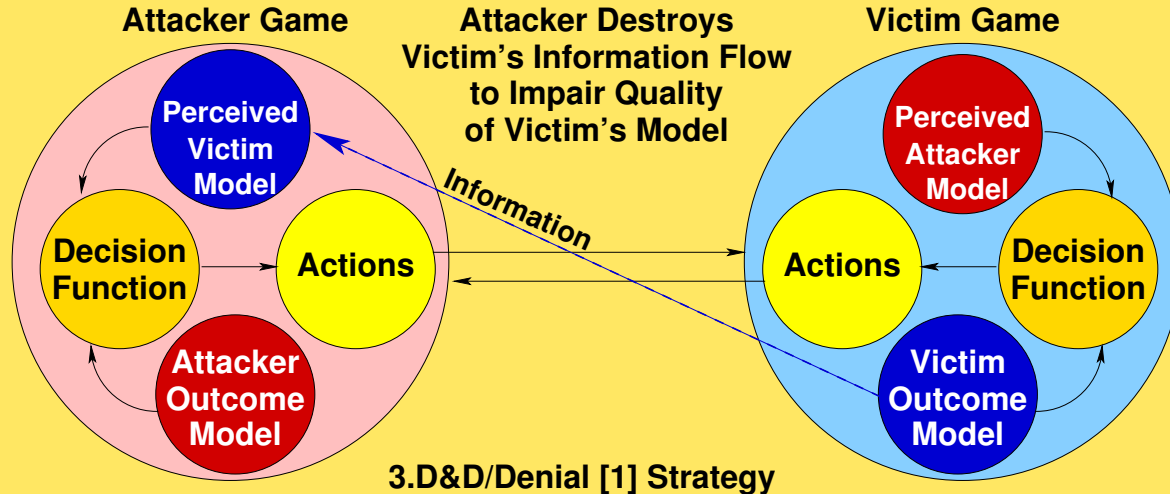 Attacker Game
Attacker Destroys
Victim's Information Flow
to Impair Quality
of Victim's Model
Victim Game
Perceived
Victim
Model
Decision
Function
Actions
Attacker
Outcome
Model
Information
Perceived
Attacker
Model
Actions
Decision
Function
Victim
Outcome
Model
3.D&D/Denial [1] Strategy